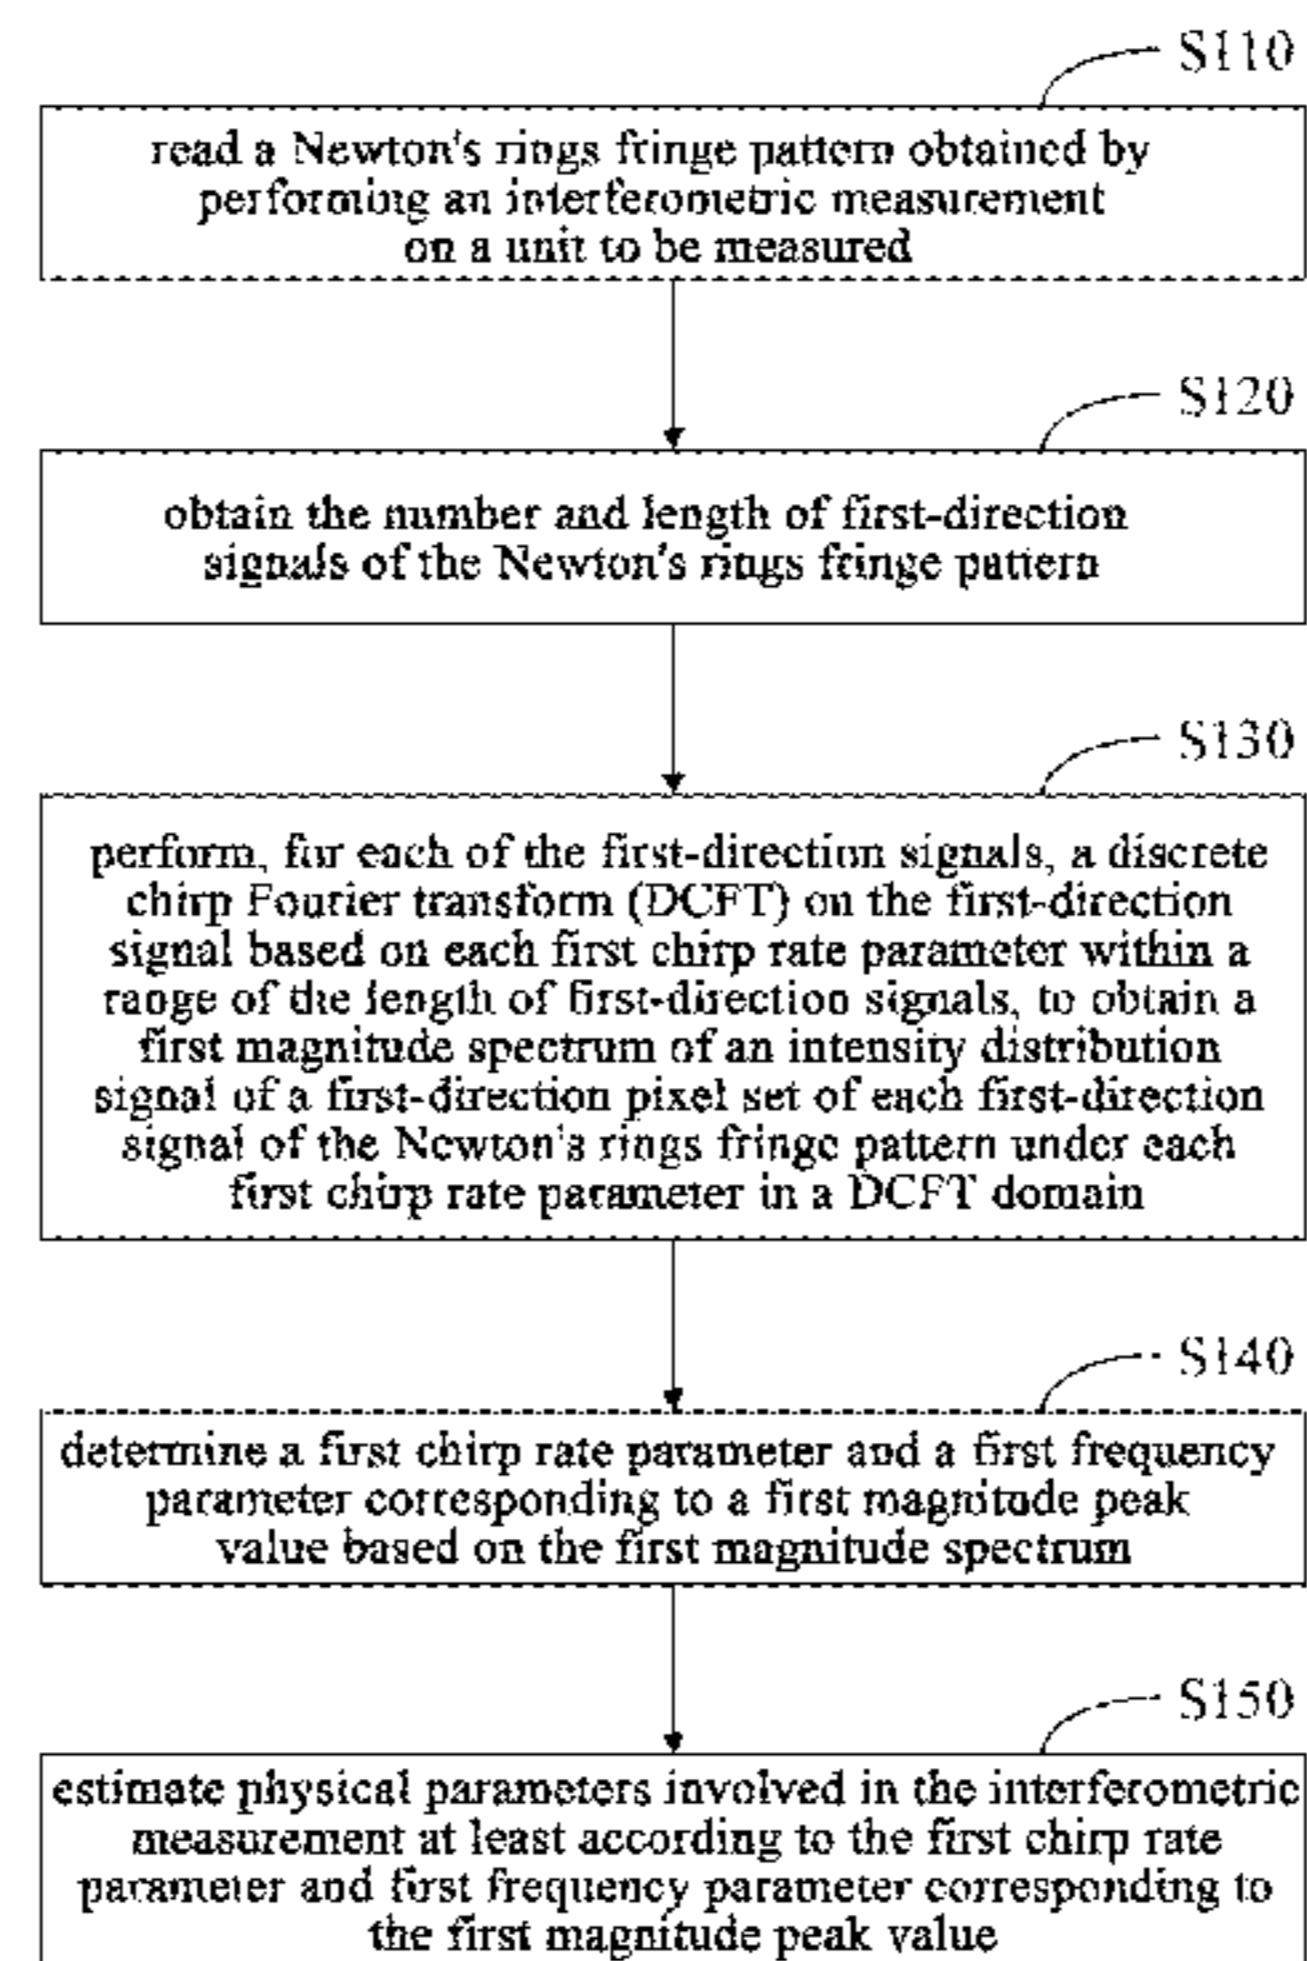 S110
read a Newton's rings fringe pattern obtained by
performing an interferometric measurement
on a unit to be measured
S120
obtain the number and length of first-direction
signals of the Newton's rings fringe pattern
S130
perform, for each of the first-direction signals, a discrete
chirp Fourier transform (DCFT) on the first-direction
signal based on each first chirp rate parameter within a
range of the length of first-direction signals, to obtain a
first magnitude spectrum of an intensity distribution
signal of a first-direction pixel set of each first-direction
signal of the Newton's rings fringe pattern under each
first chirp rate parameter in a DCFT domain
S140
determine a first chirp rate parameter and a first frequency
parameter corresponding to a first magnitude peak
value based on the first magnitude spectrum
S150
estimate physical parameters involved in the interferometric
measurement at least according to the first chirp rate
parameter and first frequency parameter corresponding to
the first magnitude peak value